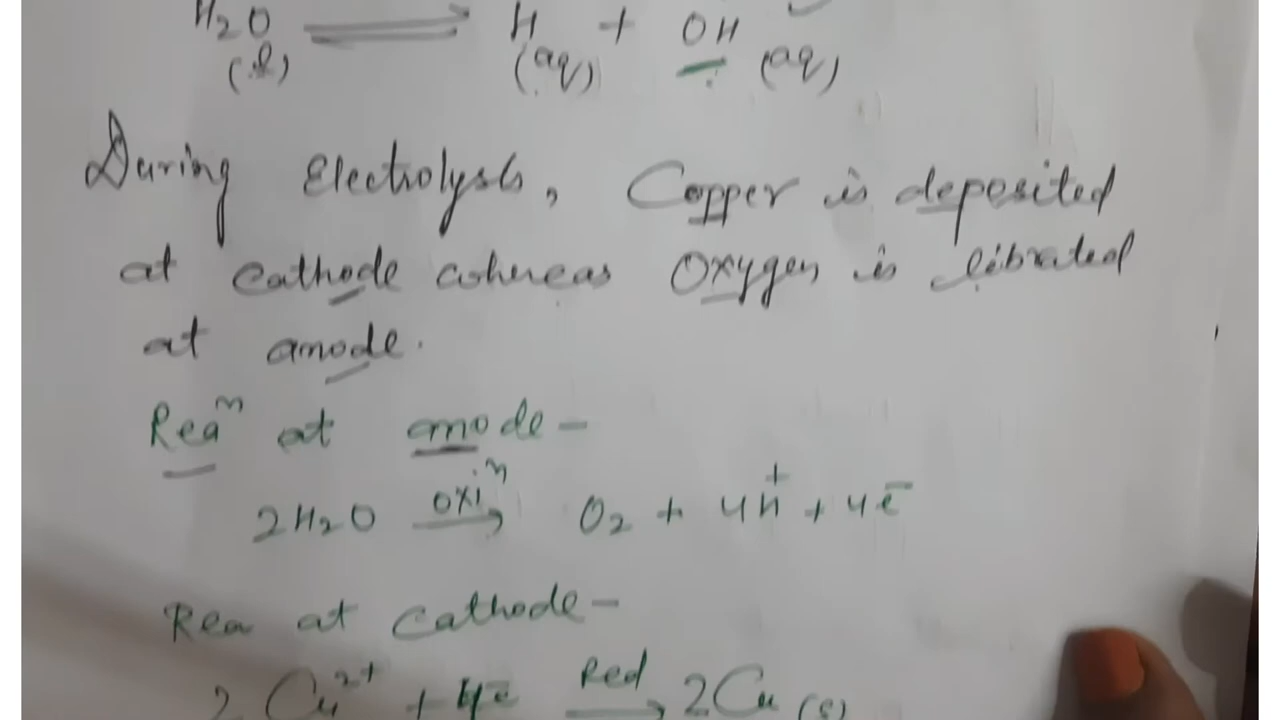 H2O ⇌ H + OH
(l) (aq) (aq)
During Electrolysis, Copper is deposited
at cathode whereas Oxygen is librated
at anode.
Reaⁿ at anode -
2H2O oxiⁿ → O2 + 4H⁺ + 4e⁻
Rea at cathode -
2Cu²⁺ + 4e Red → 2Cu (s)